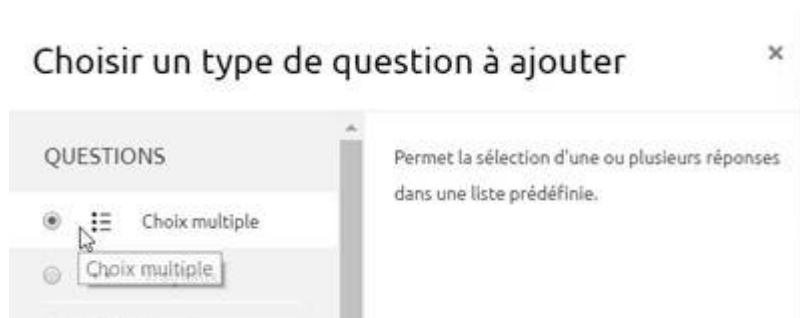 Choisir un type de question à ajouter ×
QUESTIONS
Permet la sélection d'une ou plusieurs réponses
dans une liste prédéfinie.
Choix multiple
Choix multiple